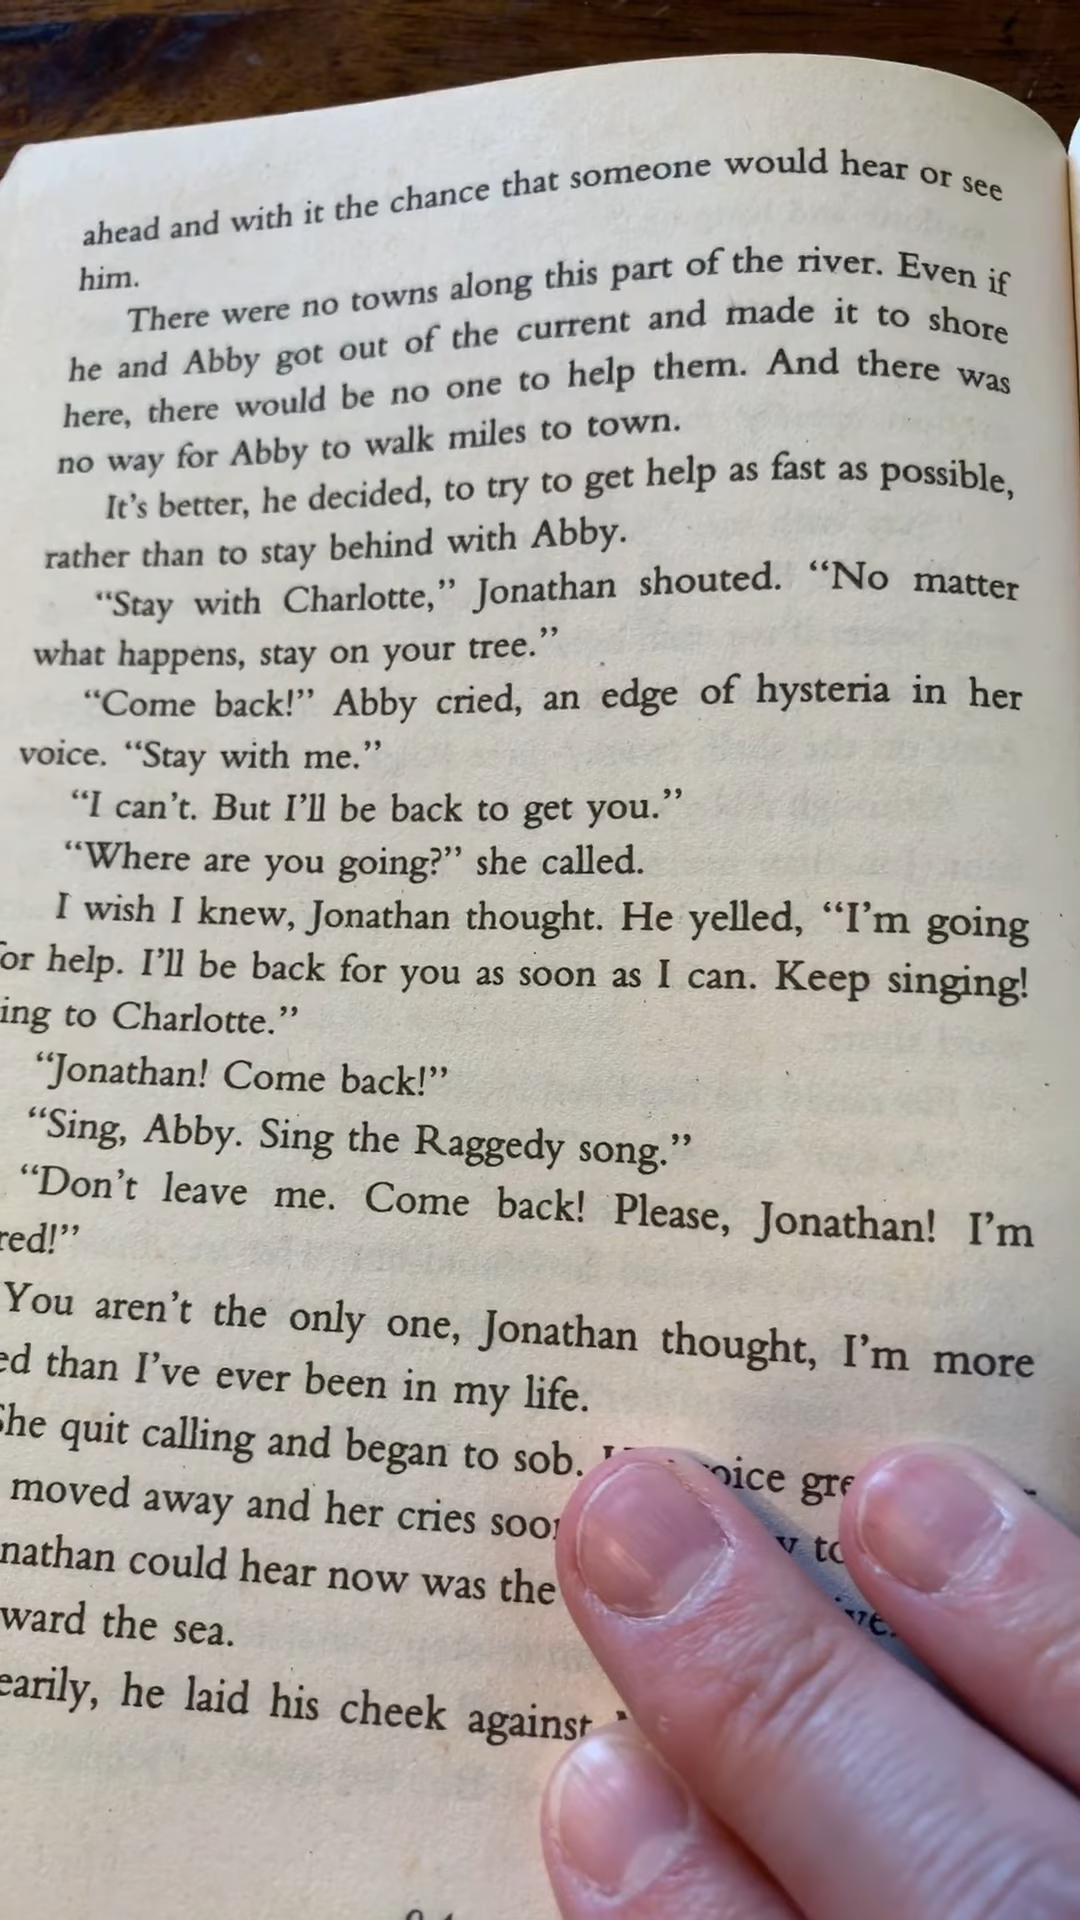 ahead and with it the chance that someone would hear or see
him.
There were no towns along this part of the river. Even if
he and Abby got out of the current and made it to shore
here, there would be no one to help them. And there was
no way for Abby to walk miles to town.
It's better, he decided, to try to get help as fast as possible,
rather than to stay behind with Abby.
“Stay with Charlotte,” Jonathan shouted. “No matter
what happens, stay on your tree.”
“Come back!” Abby cried, an edge of hysteria in her
voice. “Stay with me.”
“I can't. But I'll be back to get you.”
“Where are you going?” she called.
I wish I knew, Jonathan thought. He yelled, “I'm going
or help. I'll be back for you as soon as I can. Keep singing!
ing to Charlotte.”
“Jonathan! Come back!”
“Sing, Abby. Sing the Raggedy song.”
“Don't leave me. Come back! Please, Jonathan! I'm
red!”
You aren't the only one, Jonathan thought, I'm more
ed than I've ever been in my life.
She quit calling and began to sob. oice gre
moved away and her cries soo
nathan could hear now was the
ward the sea.
earily, he laid his cheek against